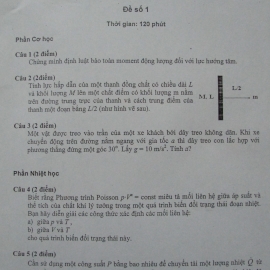 Đề số 1
Thời gian: 120 phút
Phần Cơ học
Câu 1 (2 điểm)
Chứng minh định luật bảo toàn moment động lượng đối với lực hướng tâm.
Câu 2 (2điểm)
Tính lực hấp dẫn của một thanh đồng chất có chiều dài L
và khối lượng M lên một chất điểm có khối lượng m nằm
trên đường trung trực của thanh và cách trung điểm của
thanh một đoạn bằng L/2 (như hình vẽ sau).
M, L
L/2
m
Câu 3 (2 điểm)
Một vật được treo vào trần của một xe khách bởi dây treo không dãn. Khi xe
chuyển động trên đường nằm ngang với gia tốc a thì dây treo con lắc hợp với
phương thẳng đứng một góc 30°. Lấy g = 10 m/s². Tính a?
Phần Nhiệt học
Câu 4 (2 điểm)
Biết rằng Phương trình Poisson p·Vᵞ = const miêu tả mối liên hệ giữa áp suất và
thể tích của chất khí lý tưởng trong một quá trình biến đổi trạng thái đoạn nhiệt.
Bạn hãy diễn giải các công thức xác định các mối liên hệ:
a) giữa p và T ,
b) giữa V và T
cho quá trình biến đổi trạng thái này.
Câu 5 (2 điểm)
Cần sử dụng một công suất P bằng bao nhiêu để chuyển tải một lượng nhiệt Q̇ từ